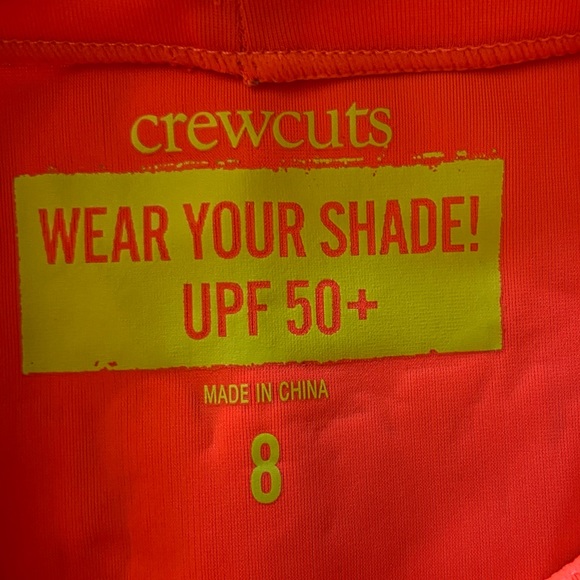 crewcuts
WEAR YOUR SHADE!
UPF 50+
MADE IN CHINA
8